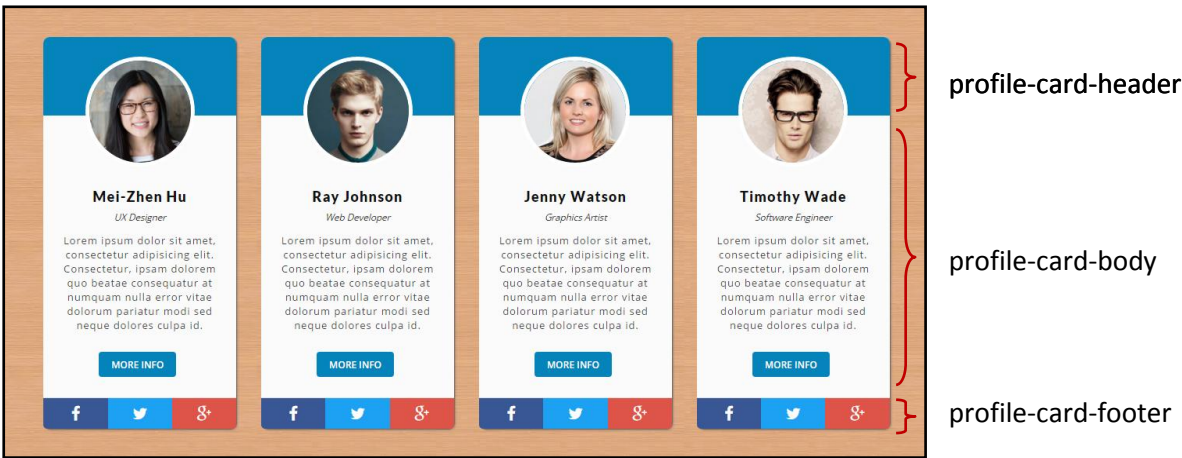 profile-card-header
Mei-Zhen Hu
UX Designer
Lorem ipsum dolor sit amet,
consectetur adipisicing elit.
Consectetur, ipsam dolorem
quo beatae consequatur at
numquam nulla error vitae
dolorum pariatur modi sed
neque dolores culpa id.
MORE INFO
f
g+
Ray Johnson
Web Developer
Lorem ipsum dolor sit amet,
consectetur adipisicing elit.
Consectetur, ipsam dolorem
quo beatae consequatur at
numquam nulla error vitae
dolorum pariatur modi sed
neque dolores culpa id.
MORE INFO
f
g+
Jenny Watson
Graphics Artist
Lorem ipsum dolor sit amet,
consectetur adipisicing elit.
Consectetur, ipsam dolorem
quo beatae consequatur at
numquam nulla error vitae
dolorum pariatur modi sed
neque dolores culpa id.
MORE INFO
f
g+
Timothy Wade
Software Engineer
Lorem ipsum dolor sit amet,
consectetur adipisicing elit.
Consectetur, ipsam dolorem
quo beatae consequatur at
numquam nulla error vitae
dolorum pariatur modi sed
neque dolores culpa id.
MORE INFO
f
g+
profile-card-body
profile-card-footer